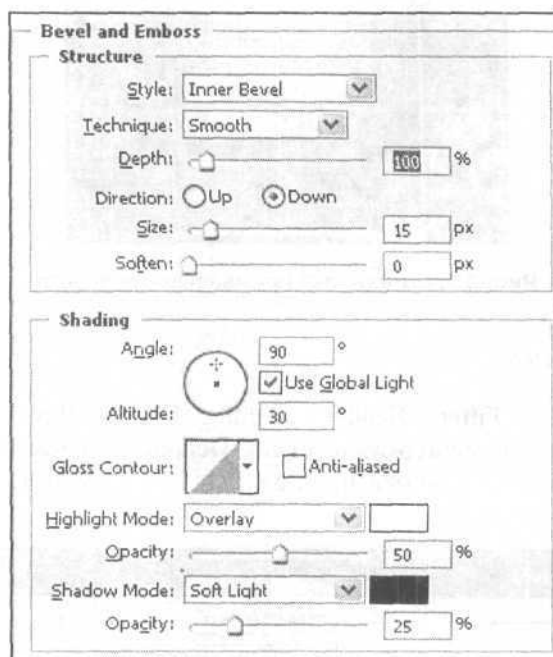 Bevel and Emboss
Structure
Style: Inner Bevel
Technique: Smooth
Depth: 100 %
Direction: Up Down
Size: 15 px
Soften: 0 px
Shading
Angle: 90 °
Use Global Light
Altitude: 30 °
Gloss Contour: Anti-aliased
Highlight Mode: Overlay
Opacity: 50 %
Shadow Mode: Soft Light
Opacity: 25 %